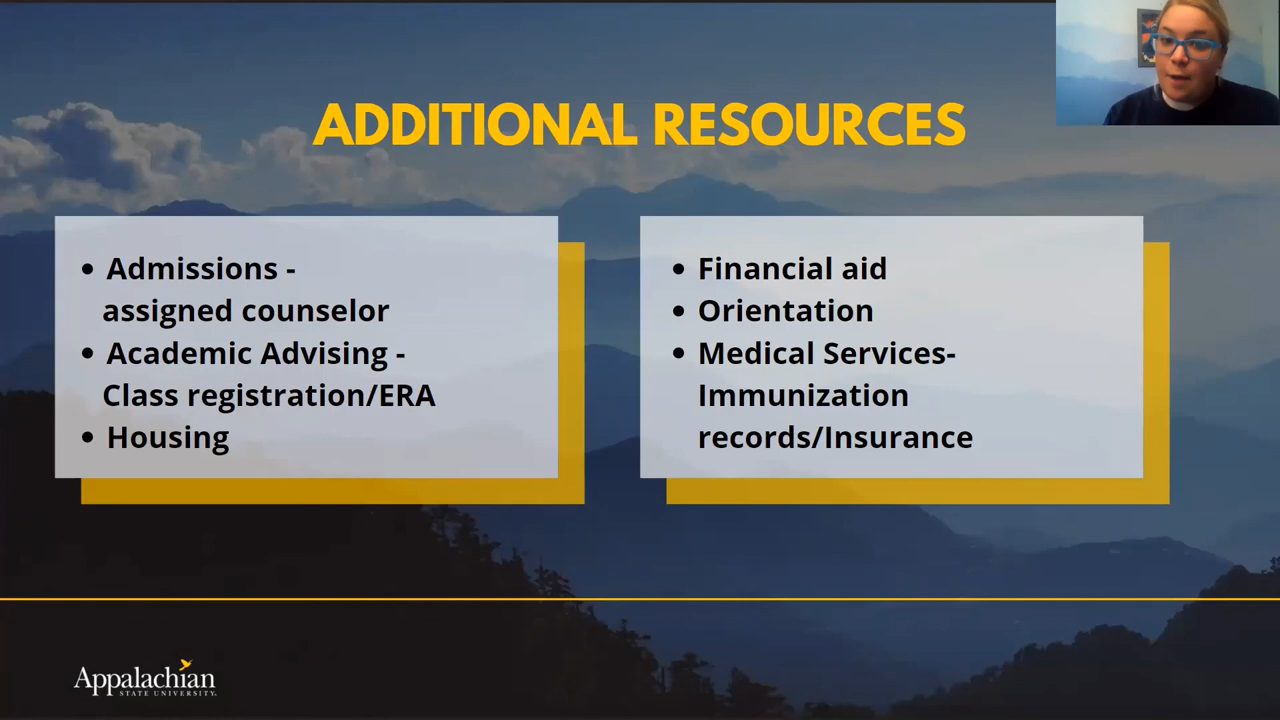 ADDITIONAL RESOURCES
• Admissions -
assigned counselor
• Academic Advising -
Class registration/ERA
• Housing
• Financial aid
• Orientation
• Medical Services-
Immunization
records/Insurance
Appalachian
STATE UNIVERSITY.